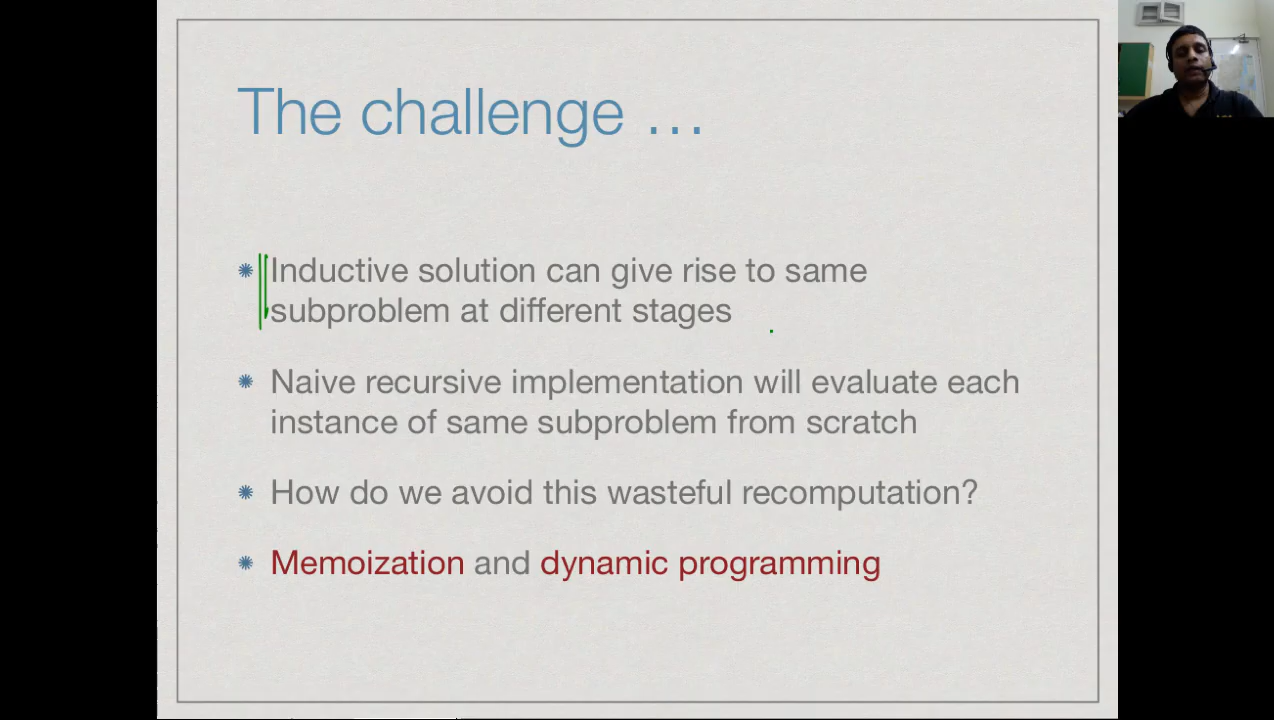 The challenge ...
Inductive solution can give rise to same
subproblem at different stages
Naive recursive implementation will evaluate each
instance of same subproblem from scratch
How do we avoid this wasteful recomputation?
Memoization and dynamic programming